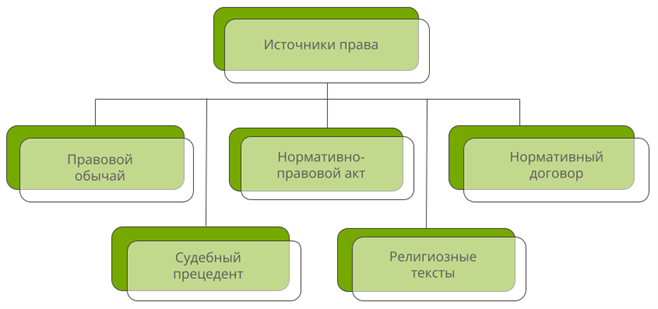 Источники права
Правовой
обычай
Нормативно-
правовой акт
Нормативный
договор
Судебный
прецедент
Религиозные
тексты